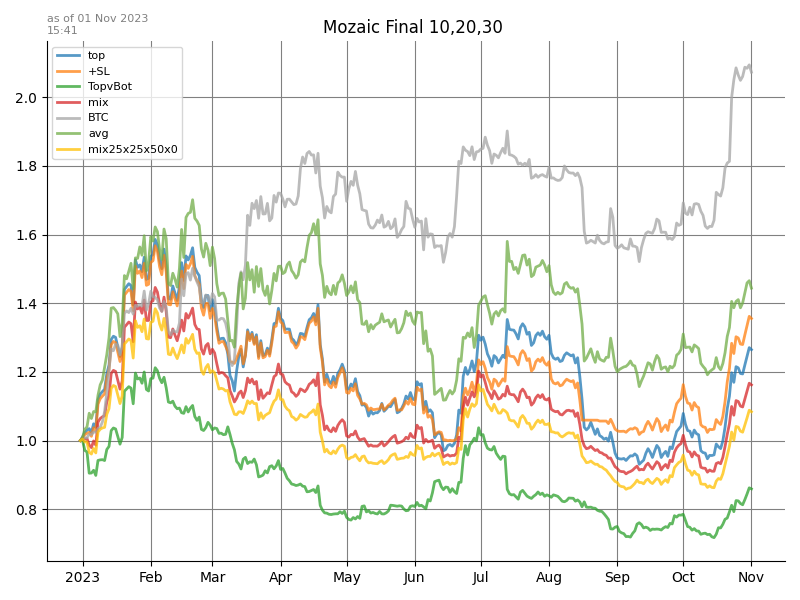 as of 01 Nov 2023
15:41
Mozaic Final 10,20,30
top
+SL
TopvBot
mix
BTC
avg
mix25x25x50x0
2.0
1.8
1.6
1.4
1.2
1.0
0.8
2023 Feb Mar Apr May Jun Jul Aug Sep Oct Nov